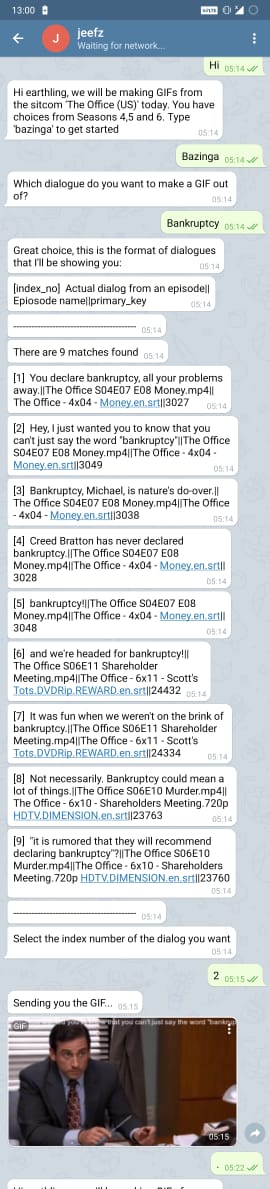 13:00
VoLTE
jeefz
Waiting for network...
Hi 05:14
Hi earthling, we will be making GIFs from
the sitcom 'The Office (US)' today. You have
choices from Seasons 4,5 and 6. Type
'bazinga' to get started 05:14
Bazinga 05:14
Which dialogue do you want to make a GIF out
of? 05:14
Bankruptcy 05:14
Great choice, this is the format of dialogues
that I'll be showing you: 05:14
[index_no] Actual dialog from an episode||
Epiosode name||primary_key 05:14
----------------------------------------- 05:14
There are 9 matches found 05:14
[1] You declare bankruptcy, all your problems
away.||The Office S04E07 E08 Money.mp4||
The Office - 4x04 - Money.en.srt||3027 05:14
[2] Hey, I just wanted you to know that you
can't just say the word "bankruptcy"||The Office
S04E07 E08 Money.mp4||The Office - 4x04 -
Money.en.srt||3049 05:14
[3] Bankruptcy, Michael, is nature's do-over.||
The Office S04E07 E08 Money.mp4||The Office
- 4x04 - Money.en.srt||3038 05:14
[4] Creed Bratton has never declared
bankruptcy.||The Office S04E07 E08
Money.mp4||The Office - 4x04 - Money.en.srt||
3028 05:14
[5] bankruptcy!||The Office S04E07 E08
Money.mp4||The Office - 4x04 - Money.en.srt||
3048 05:14
[6] and we're headed for bankruptcy!||
The Office S06E11 Shareholder
Meeting.mp4||The Office - 6x11 - Scott's
Tots.DVDRip.REWARD.en.srt||24432 05:14
[7] It was fun when we weren't on the brink of
bankruptcy.||The Office S06E11 Shareholder
Meeting.mp4||The Office - 6x11 - Scott's
Tots.DVDRip.REWARD.en.srt||24334 05:14
[8] Not necessarily. Bankruptcy could mean a
lot of things.||The Office S06E10 Murder.mp4||
The Office - 6x10 - Shareholders Meeting.720p
HDTV.DIMENSION.en.srt||23763 05:14
[9] "it is rumored that they will recommend
declaring bankruptcy"?||The Office S06E10
Murder.mp4||The Office - 6x10 - Shareholders
Meeting.720p HDTV.DIMENSION.en.srt||23760
05:14
----------------------------------------- 05:14
Select the index number of the dialog you want
05:14
2 05:15
Sending you the GIF... 05:15
GIF
that you can't just say the word "bankrup
05:15
. 05:22